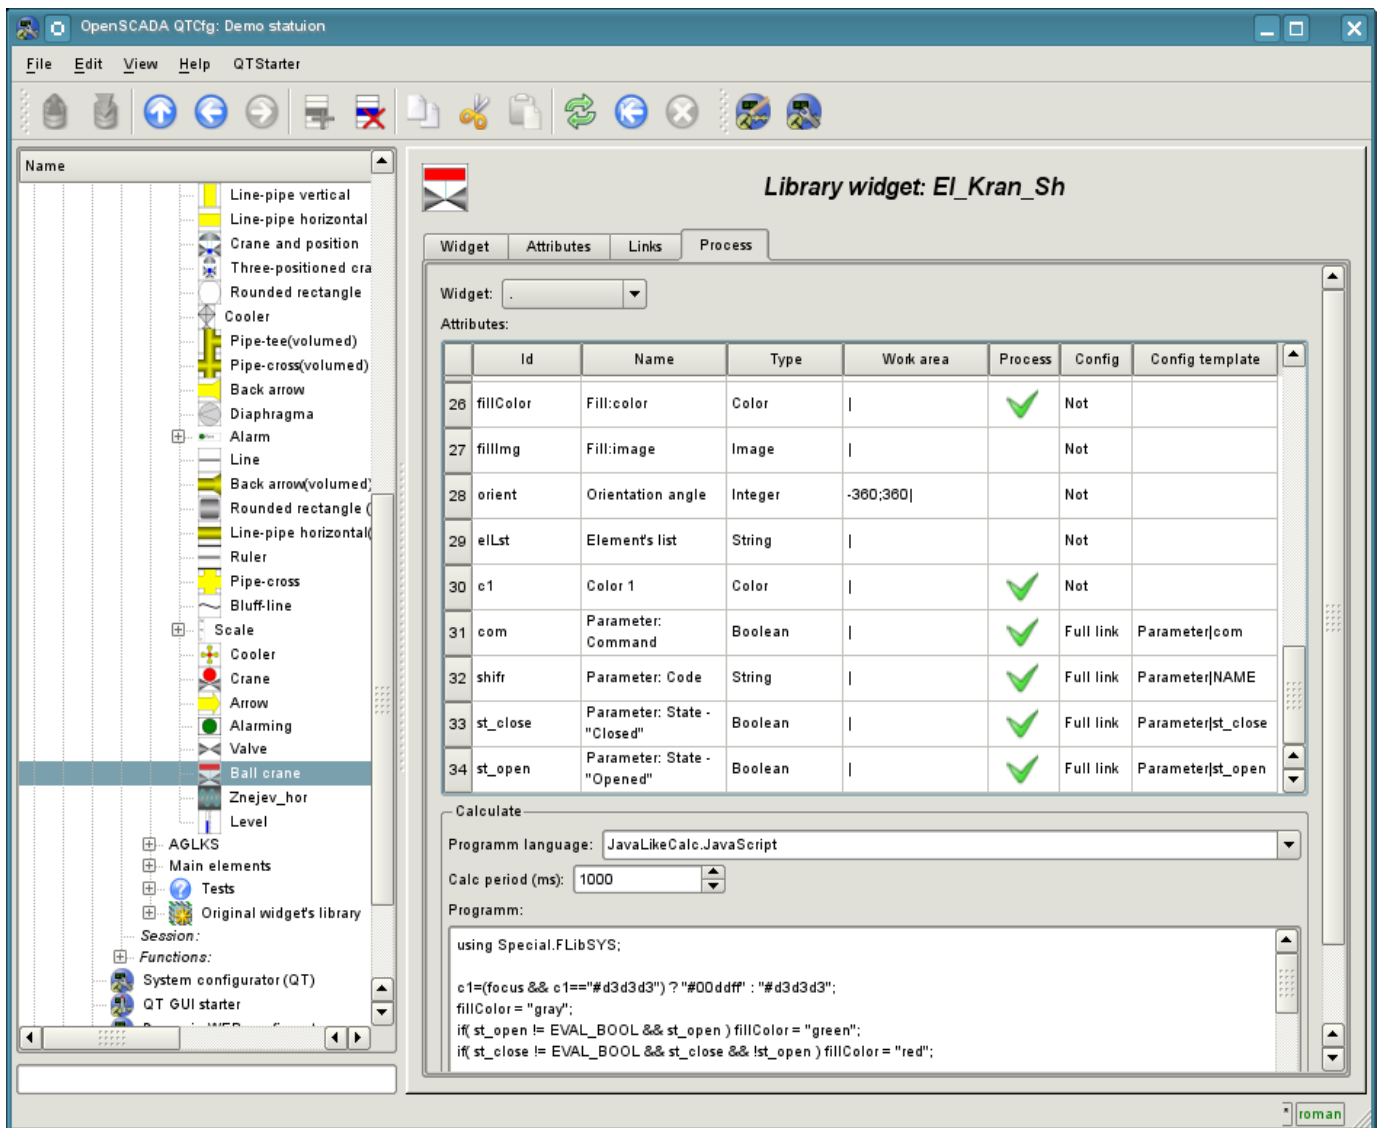 OpenSCADA QTCfg: Demo statuion
File Edit View Help QTStarter
Name
Line-pipe vertical
Line-pipe horizontal
Crane and position
Three-positioned cra
Rounded rectangle
Cooler
Pipe-tee(volumed)
Pipe-cross(volumed)
Back arrow
Diaphragma
Alarm
Line
Back arrow(volumed)
Rounded rectangle (
Line-pipe horizontal(
Ruler
Pipe-cross
Bluff-line
Scale
Cooler
Crane
Arrow
Alarming
Valve
Ball crane
Znejev_hor
Level
AGLKS
Main elements
Tests
Original widget's library
Session:
Functions:
System configurator (QT)
QT GUI starter
Library widget: El_Kran_Sh
Widget Attributes Links Process
Widget: .
Attributes:
Id Name Type Work area Process Config Config template
26 fillColor Fill:color Color | Not
27 fillImg Fill:image Image | Not
28 orient Orientation angle Integer -360;360| Not
29 elLst Element's list String | Not
30 c1 Color 1 Color | Not
31 com Parameter: Command Boolean | Full link Parameter|com
32 shifr Parameter: Code String | Full link Parameter|NAME
33 st_close Parameter: State - "Closed" Boolean | Full link Parameter|st_close
34 st_open Parameter: State - "Opened" Boolean | Full link Parameter|st_open
Calculate
Programm language: JavaLikeCalc.JavaScript
Calc period (ms): 1000
Programm:
using Special.FLibSYS;
c1=(focus && c1=="#d3d3d3") ? "#00ddff" : "#d3d3d3";
fillColor = "gray";
if( st_open != EVAL_BOOL && st_open ) fillColor = "green";
if( st_close != EVAL_BOOL && st_close && !st_open ) fillColor = "red";
* roman